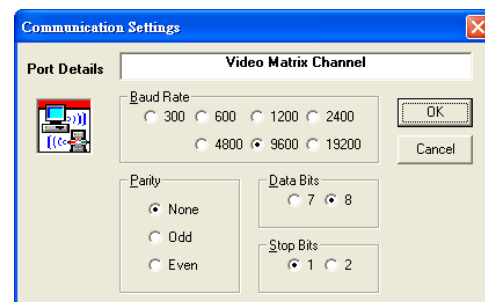 Communication Settings
Port Details
Video Matrix Channel
Baud Rate
300 600 1200 2400
4800 9600 19200
OK
Cancel
Parity
None
Odd
Even
Data Bits
7 8
Stop Bits
1 2